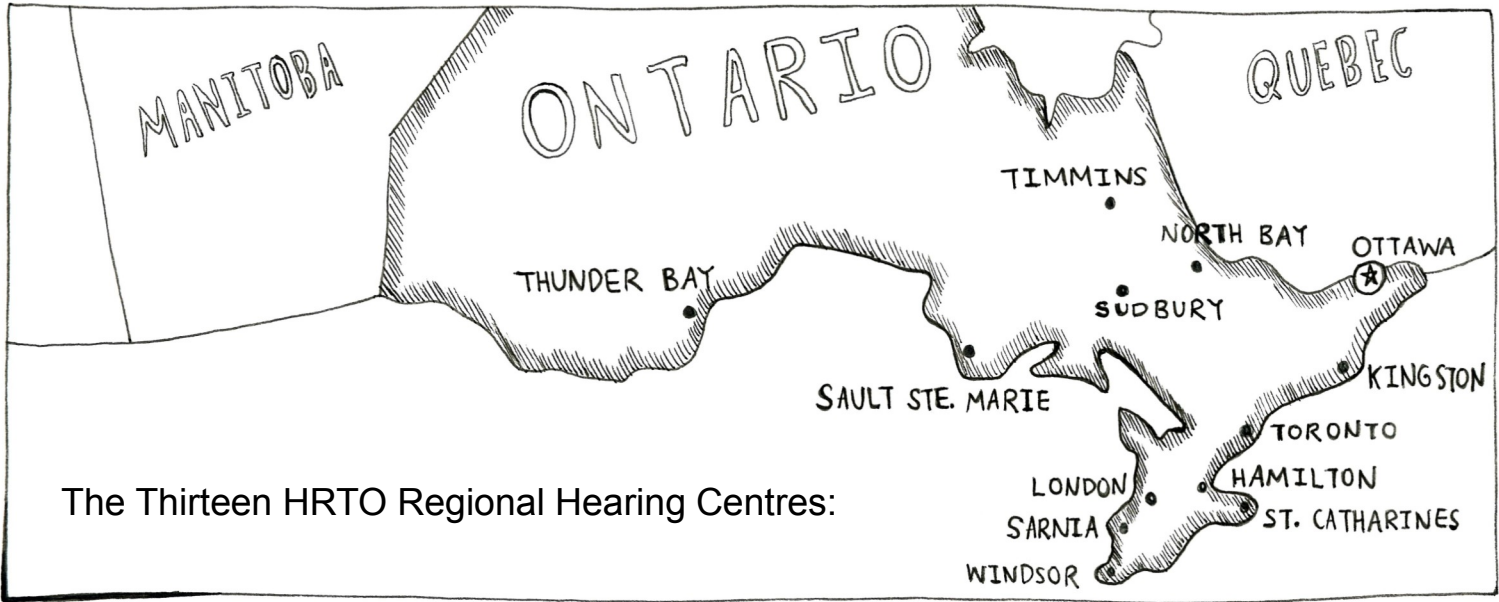 MANITOBA
ONTARIO
QUEBEC
TIMMINS
NORTH BAY
OTTAWA
THUNDER BAY
SUDBURY
SAULT STE. MARIE
KINGSTON
TORONTO
LONDON
HAMILTON
SARNIA
ST. CATHARINES
WINDSOR
The Thirteen HRTO Regional Hearing Centres: